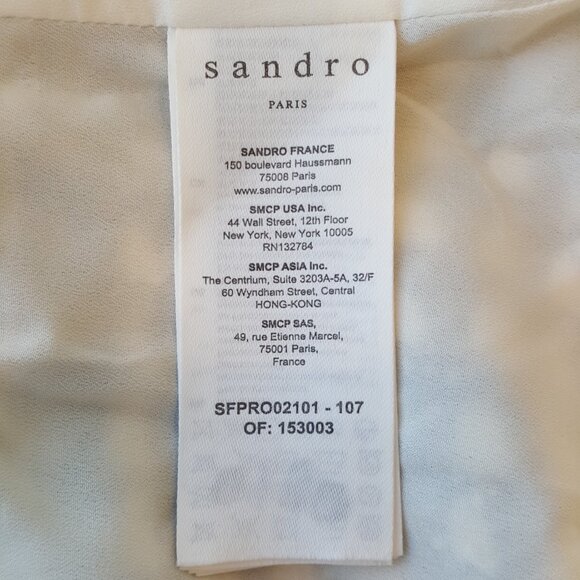 sandro
PARIS
SANDRO FRANCE
150 boulevard Haussmann
75008 Paris
www.sandro-paris.com
SMCP USA Inc.
44 Wall Street, 12th Floor
New York, New York 10005
RN132784
SMCP ASIA Inc.
The Centrium, Suite 3203A-5A, 32/F
60 Wyndham Street, Central
HONG-KONG
SMCP SAS,
49, rue Etienne Marcel,
75001 Paris,
France
SFPRO02101 - 107
OF: 153003